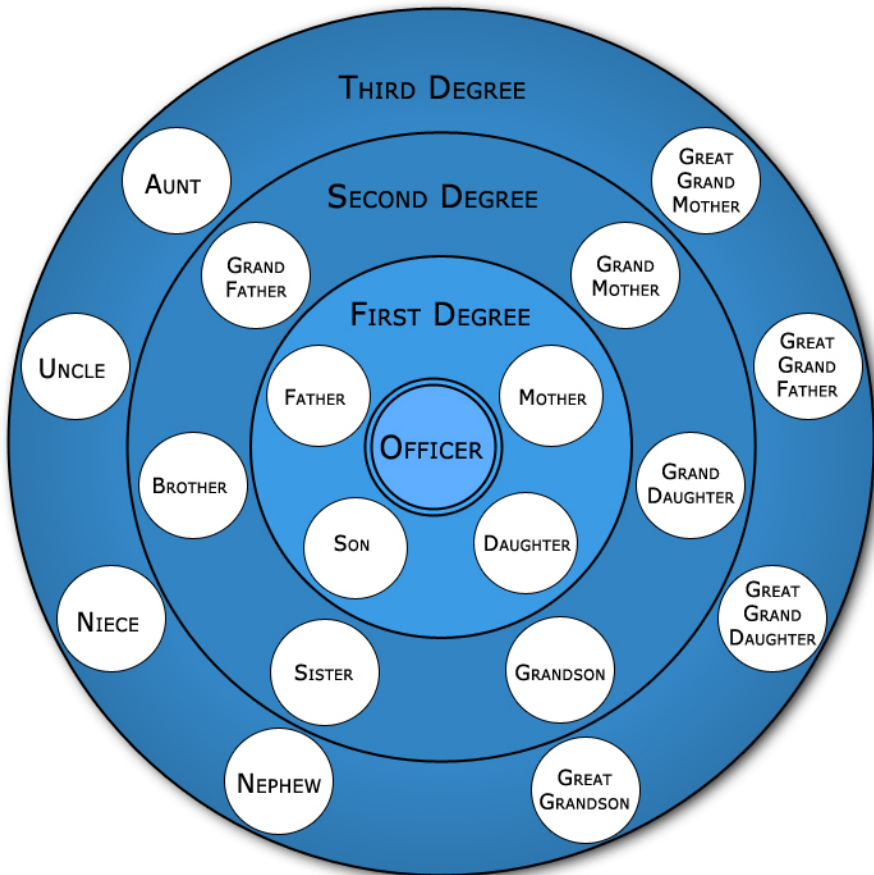 Third Degree
Aunt
Great
Grand
Mother
Second Degree
Grand
Father
Grand
Mother
First Degree
Uncle
Great
Grand
Father
Father
Mother
Officer
Brother
Grand
Daughter
Son
Daughter
Niece
Great
Grand
Daughter
Sister
Grandson
Nephew
Great
Grandson